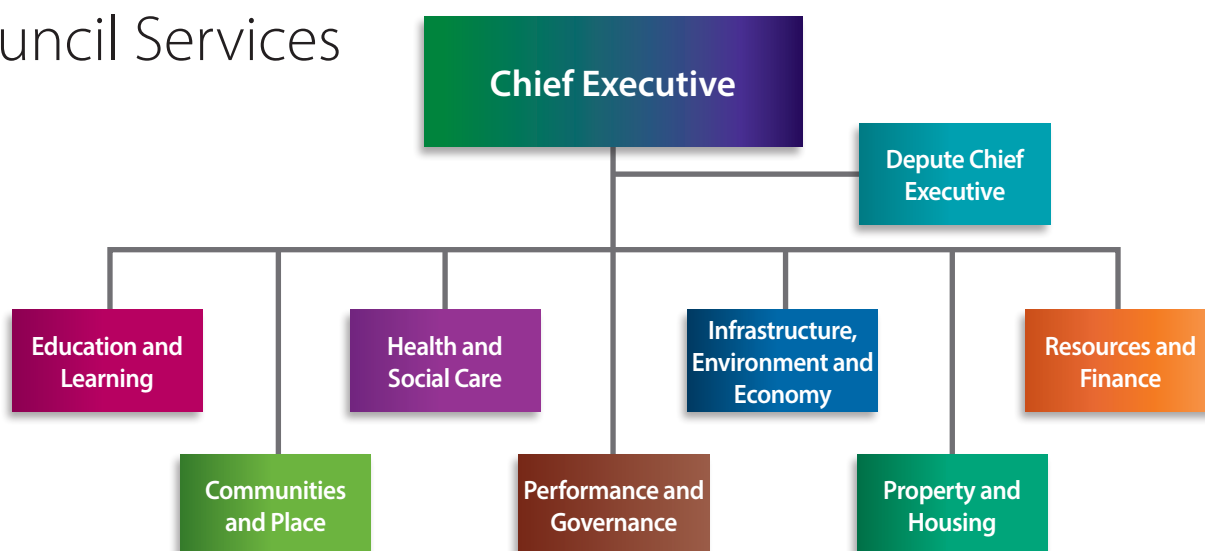 uncil Services
Chief Executive
Depute Chief
Executive
Education and
Learning
Health and
Social Care
Infrastructure,
Environment and
Economy
Resources and
Finance
Communities
and Place
Performance and
Governance
Property and
Housing